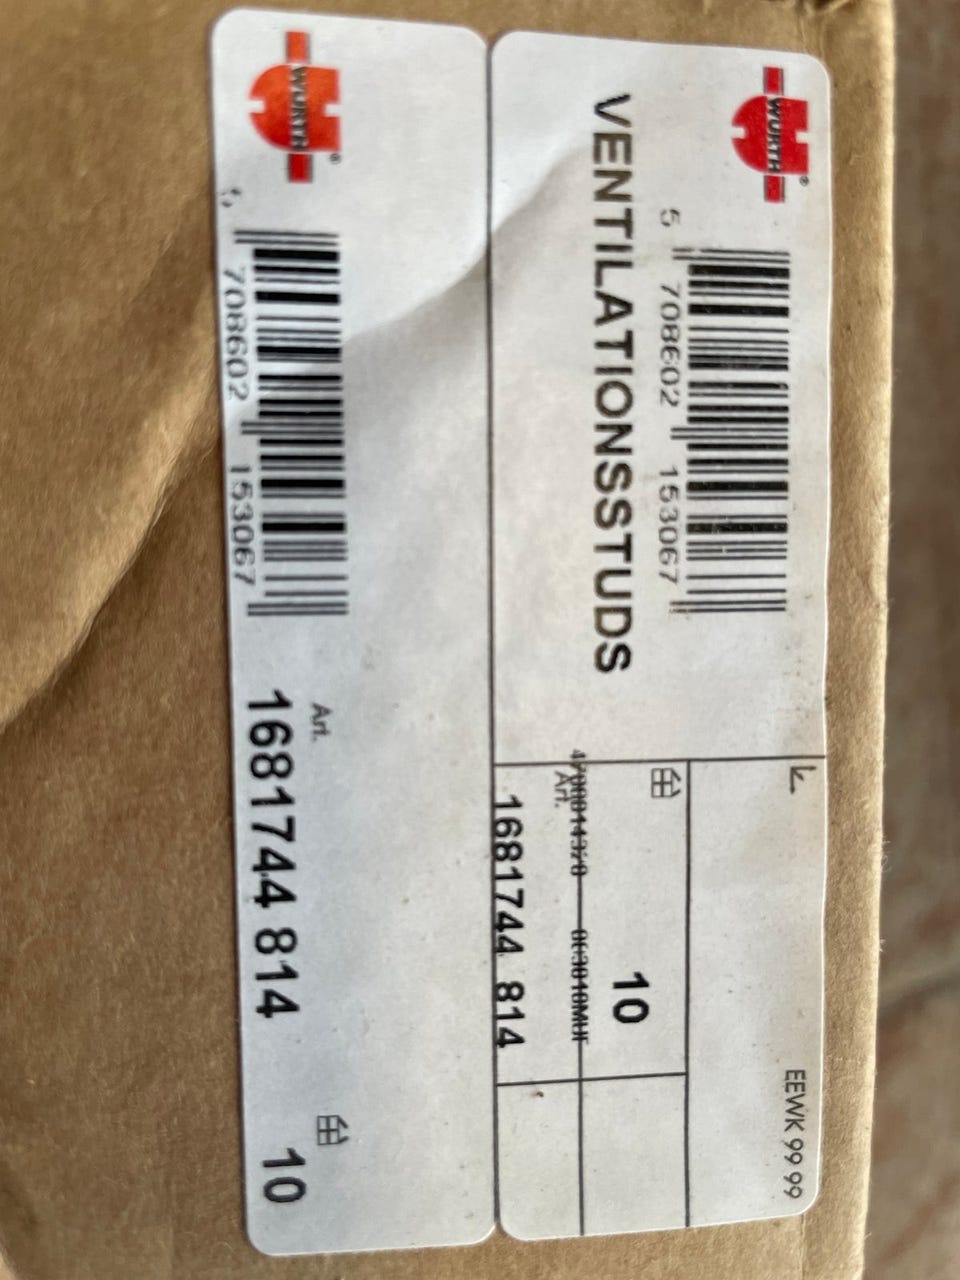 WÜRTH
5 708602 153067
VENTILATIONSSTUDS
EEWK 99 99
10
Art.
1681744 814
WÜRTH
708602 153067
Art.
1681744 814
10